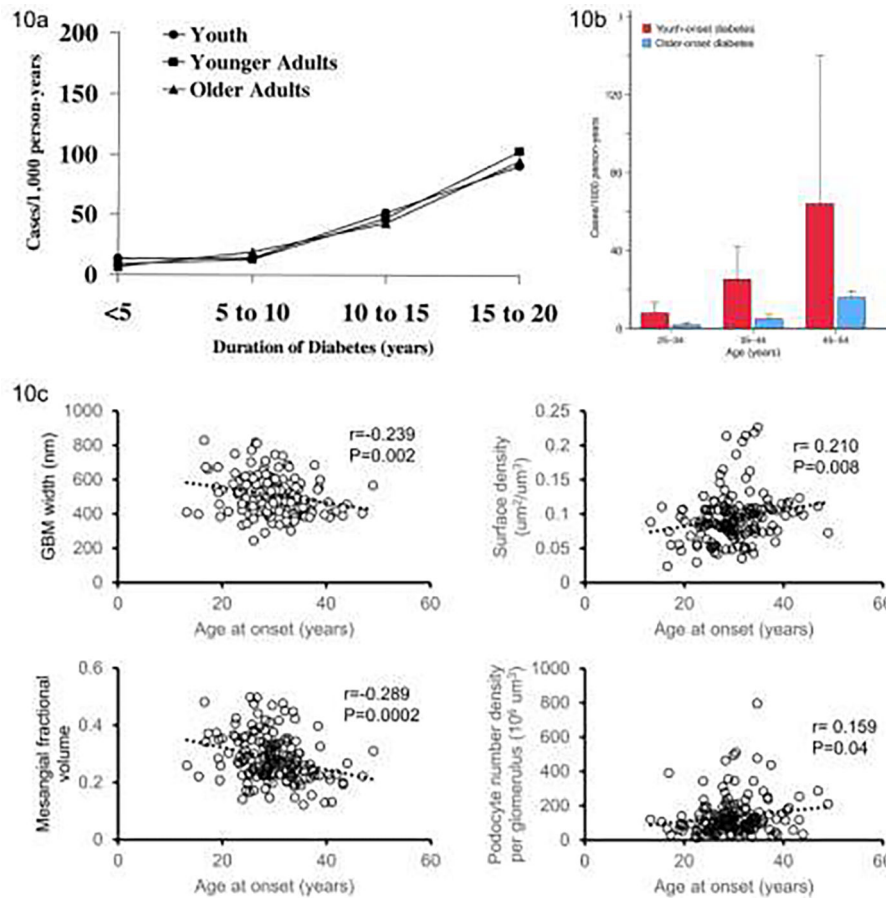 10a
200
150
100
50
0
Cases/1,000 person-years
Youth
Younger Adults
Older Adults
<5 5 to 10 10 to 15 15 to 20
Duration of Diabetes (years)
10b
Youth-onset diabetes
Older-onset diabetes
Cases/1000 person-years
80
40
0
25–34 35–44 45–54
Age (years)
10c
1000
800
600
400
200
0
GBM width (nm)
r=-0.239
P=0.002
0 20 40 60
Age at onset (years)
0.25
0.2
0.15
0.1
0.05
0
Surface density
(um²/um³)
r= 0.210
P=0.008
0 20 40
Age at onset (years)
0.6
0.4
0.2
0
Mesangial fractional
volume
r=-0.289
P=0.0002
0 20 40 60
Age at onset (years)
1000
800
600
400
200
0
Podocyte number density
per glomerulus (10⁶ um³)
r= 0.159
P=0.04
0 20 40
Age at onset (years)